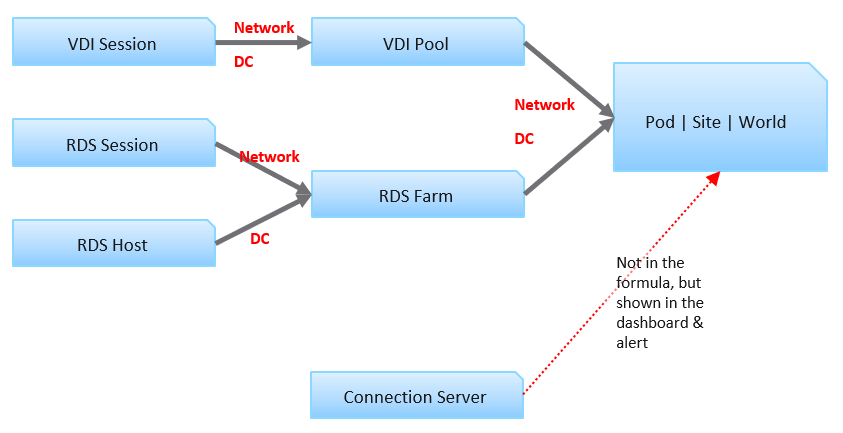 VDI Session
Network
DC
VDI Pool
Network
DC
Pod | Site | World
RDS Session
Network
RDS Farm
RDS Host
DC
Not in the
formula, but
shown in the
dashboard &
alert
Connection Server